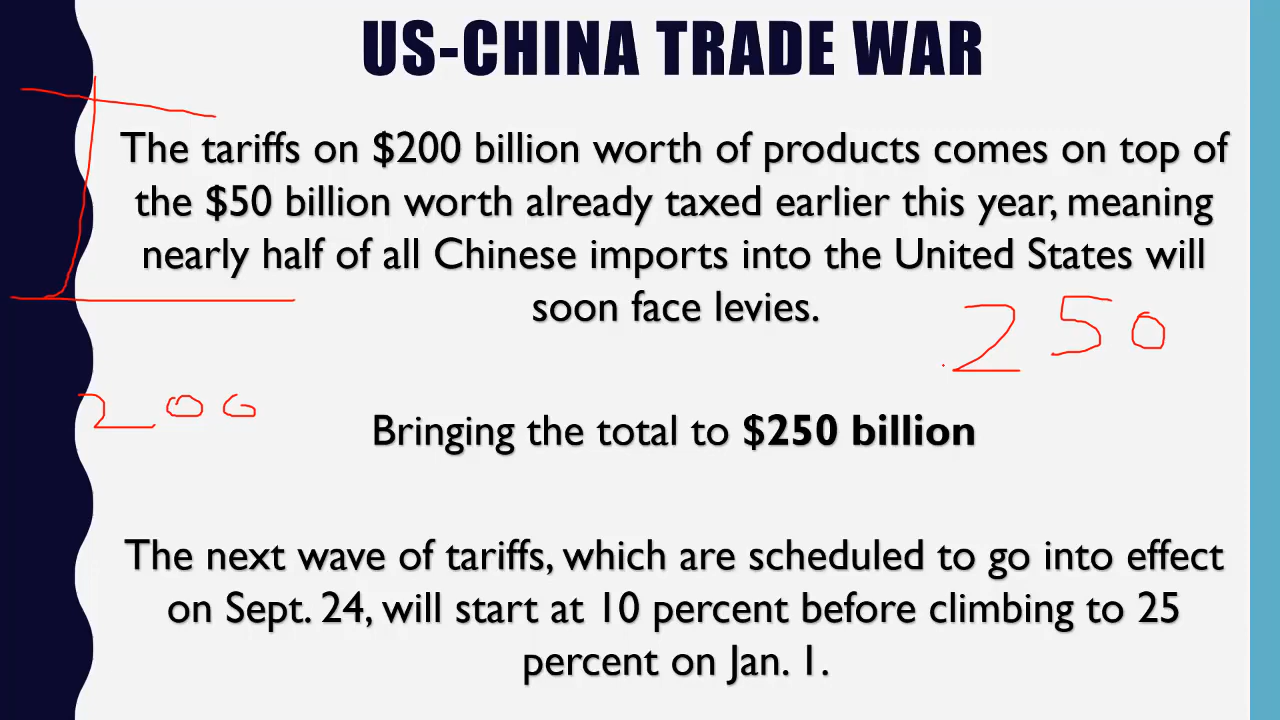 US-CHINA TRADE WAR
The tariffs on $200 billion worth of products comes on top of
the $50 billion worth already taxed earlier this year, meaning
nearly half of all Chinese imports into the United States will
soon face levies.
250
200
Bringing the total to $250 billion
The next wave of tariffs, which are scheduled to go into effect
on Sept. 24, will start at 10 percent before climbing to 25
percent on Jan. 1.